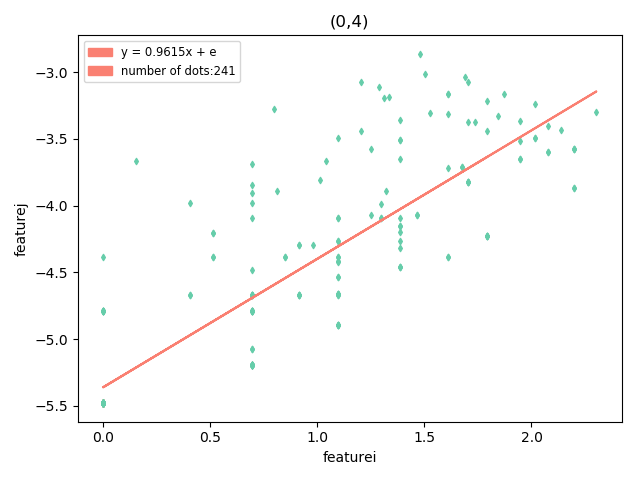 (0,4)
y = 0.9615x + e
number of dots:241
−3.0
−3.5
−4.0
−4.5
−5.0
−5.5
featurej
0.0 0.5 1.0 1.5 2.0
featurei